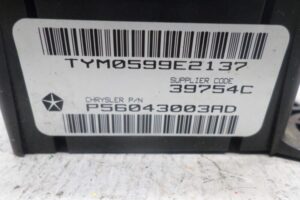 TYM0599E2137
SUPPLIER CODE
39754C
CHRYSLER P/N
P56043003AD